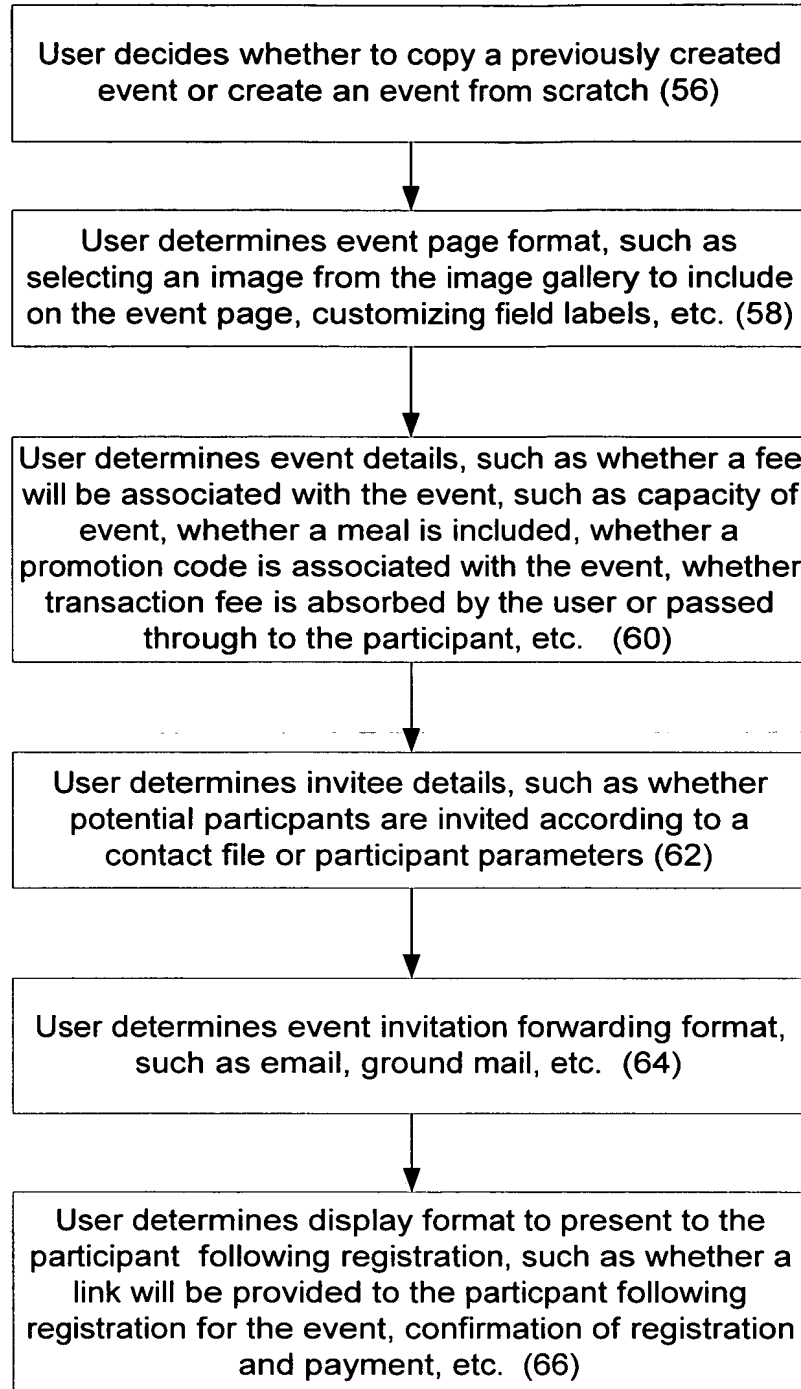 User decides whether to copy a previously created
event or create an event from scratch (56)
User determines event page format, such as
selecting an image from the image gallery to include
on the event page, customizing field labels, etc. (58)
User determines event details, such as whether a fee
will be associated with the event, such as capacity of
event, whether a meal is included, whether a
promotion code is associated with the event, whether
transaction fee is absorbed by the user or passed
through to the participant, etc. (60)
User determines invitee details, such as whether
potential particpants are invited according to a
contact file or participant parameters (62)
User determines event invitation forwarding format,
such as email, ground mail, etc. (64)
User determines display format to present to the
participant following registration, such as whether a
link will be provided to the particpant following
registration for the event, confirmation of registration
and payment, etc. (66)